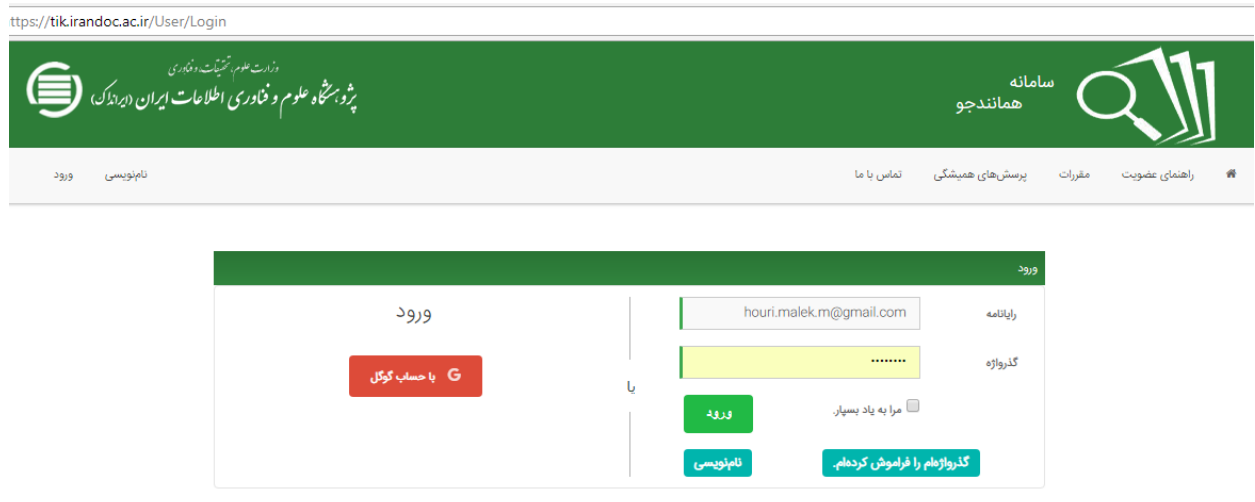 ttps://tik.irandoc.ac.ir/User/Login
سامانه
همانندجو
وزارت علوم، تحقیقات و فناوری
پژوهشگاه علوم و فناوری اطلاعات ایران (ایرانداک)
راهنمای عضویت مقررات پرسش‌های همیشگی تماس با ما نام‌نویسی ورود
ورود
رایانامه houri.malek.m@gmail.com
گذرواژه ••••••••
مرا به یاد بسپار.
ورود
گذرواژه‌ام را فراموش کرده‌ام.
نام‌نویسی
یا
ورود
با حساب گوگل G